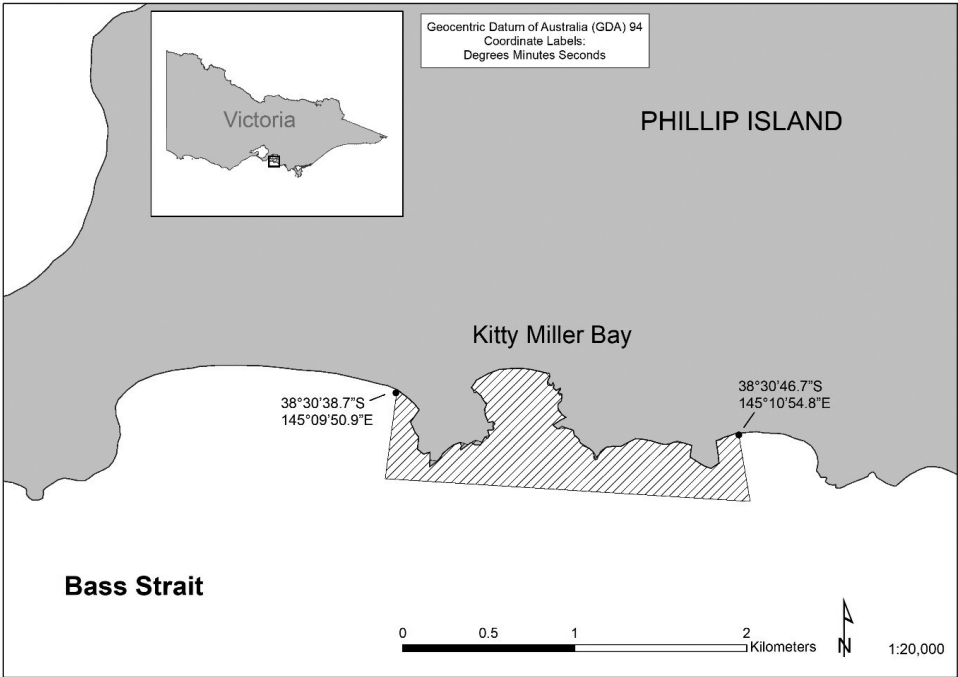 Geocentric Datum of Australia (GDA) 94
Coordinate Labels:
Degrees Minutes Seconds
Victoria
PHILLIP ISLAND
Kitty Miller Bay
38°30'38.7"S
145°09'50.9"E
38°30'46.7"S
145°10'54.8"E
Bass Strait
0 0.5 1 2
Kilometers
N
1:20,000